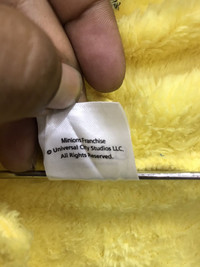 Minions Franchise
© Universal City Studios LLC.
All Rights Reserved.